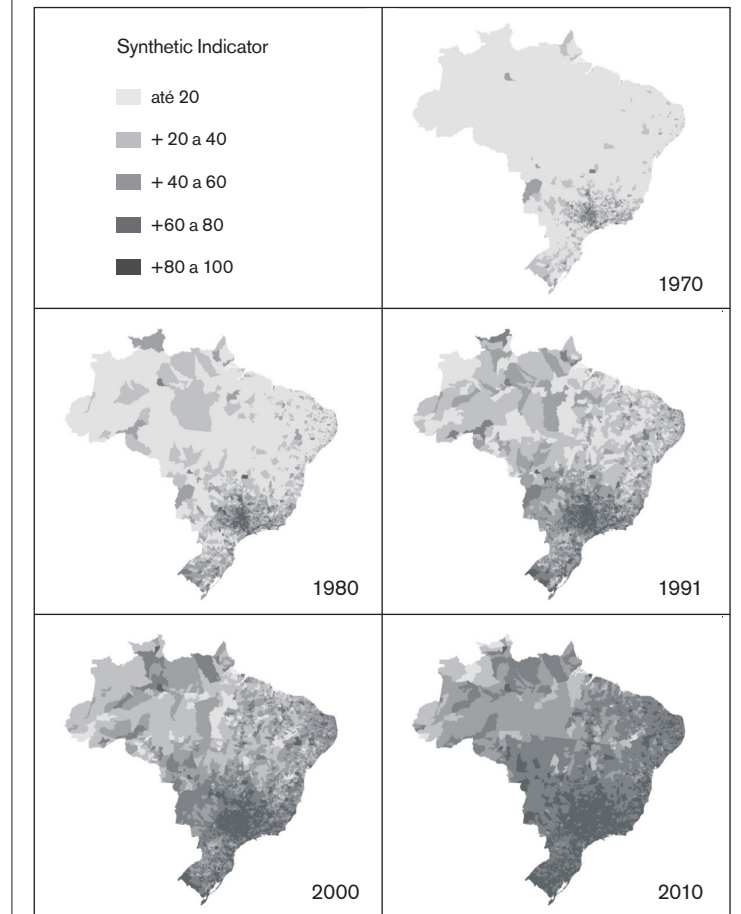 Synthetic Indicator
até 20
+ 20 a 40
+ 40 a 60
+60 a 80
+80 a 100
1970
1980
1991
2000
2010